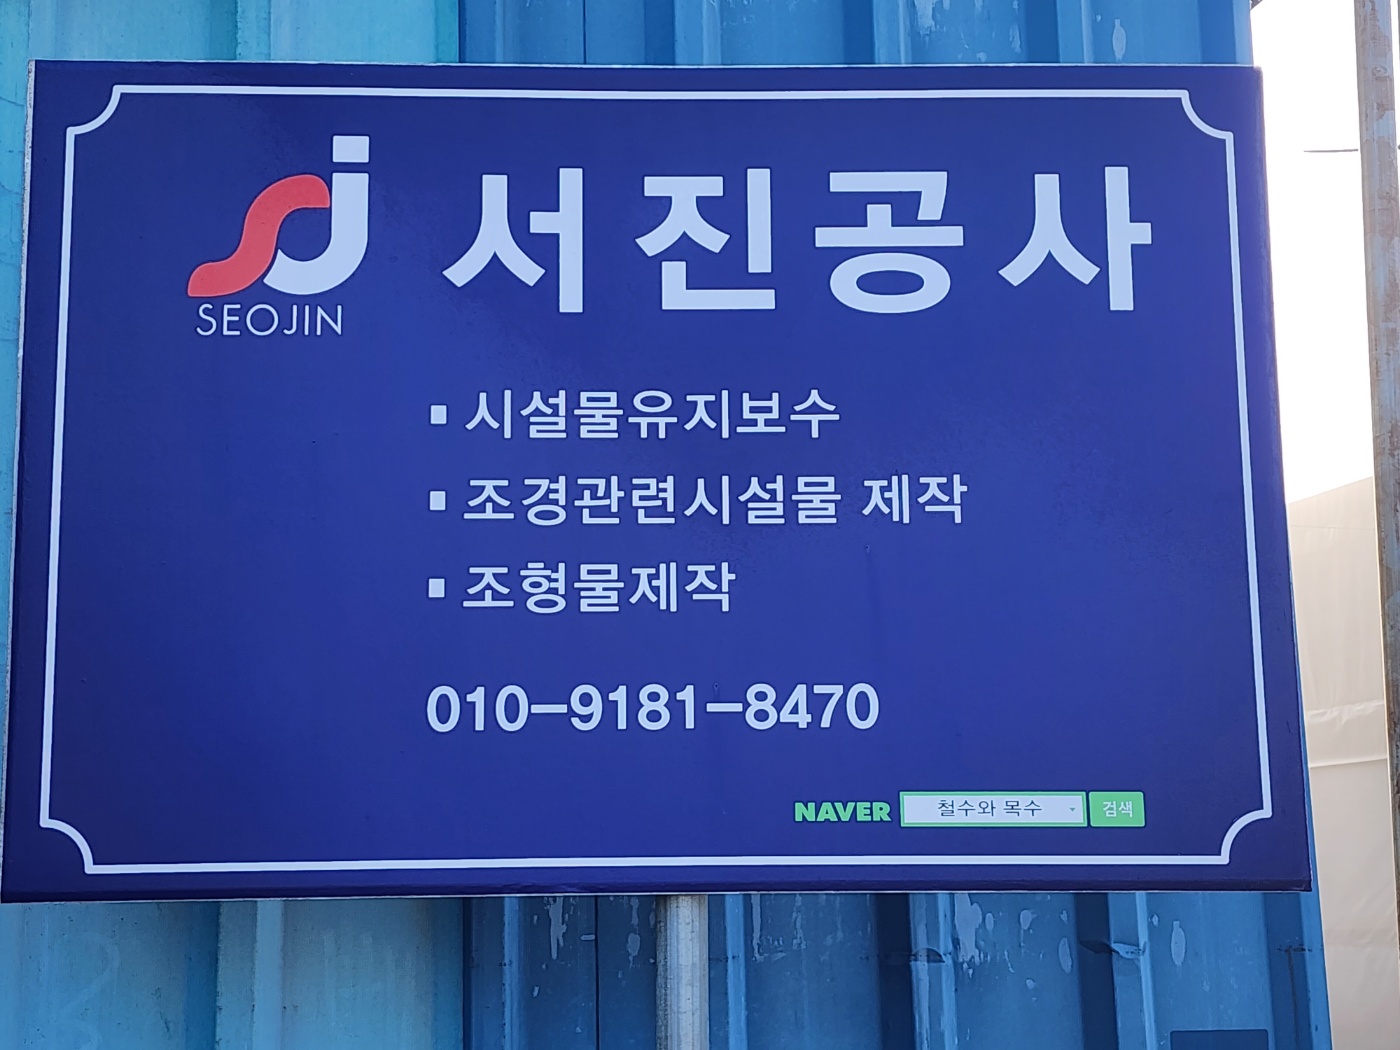 서진공사
SEOJIN
▪ 시설물유지보수
▪ 조경관련시설물 제작
▪ 조형물제작
010-9181-8470
NAVER 철수와 목수 검색